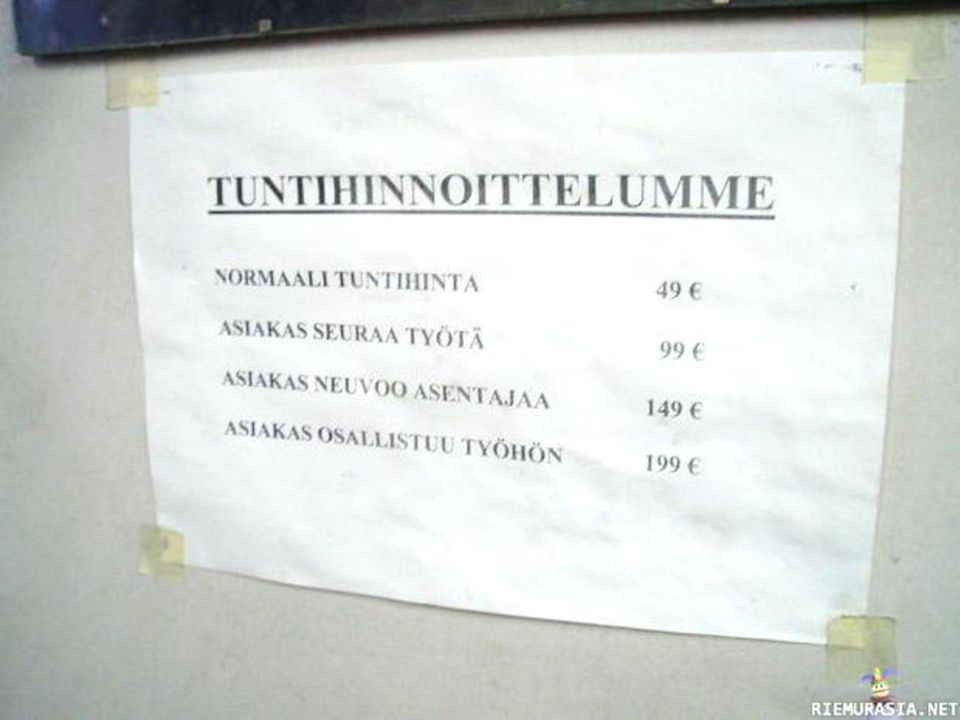 TUNTIHINNOITTELUMME
NORMAALI TUNTIHINTA 49 €
ASIAKAS SEURAA TYÖTÄ 99 €
ASIAKAS NEUVOO ASENTAJAA 149 €
ASIAKAS OSALLISTUU TYÖHÖN 199 €
RIEMURASIA.NET